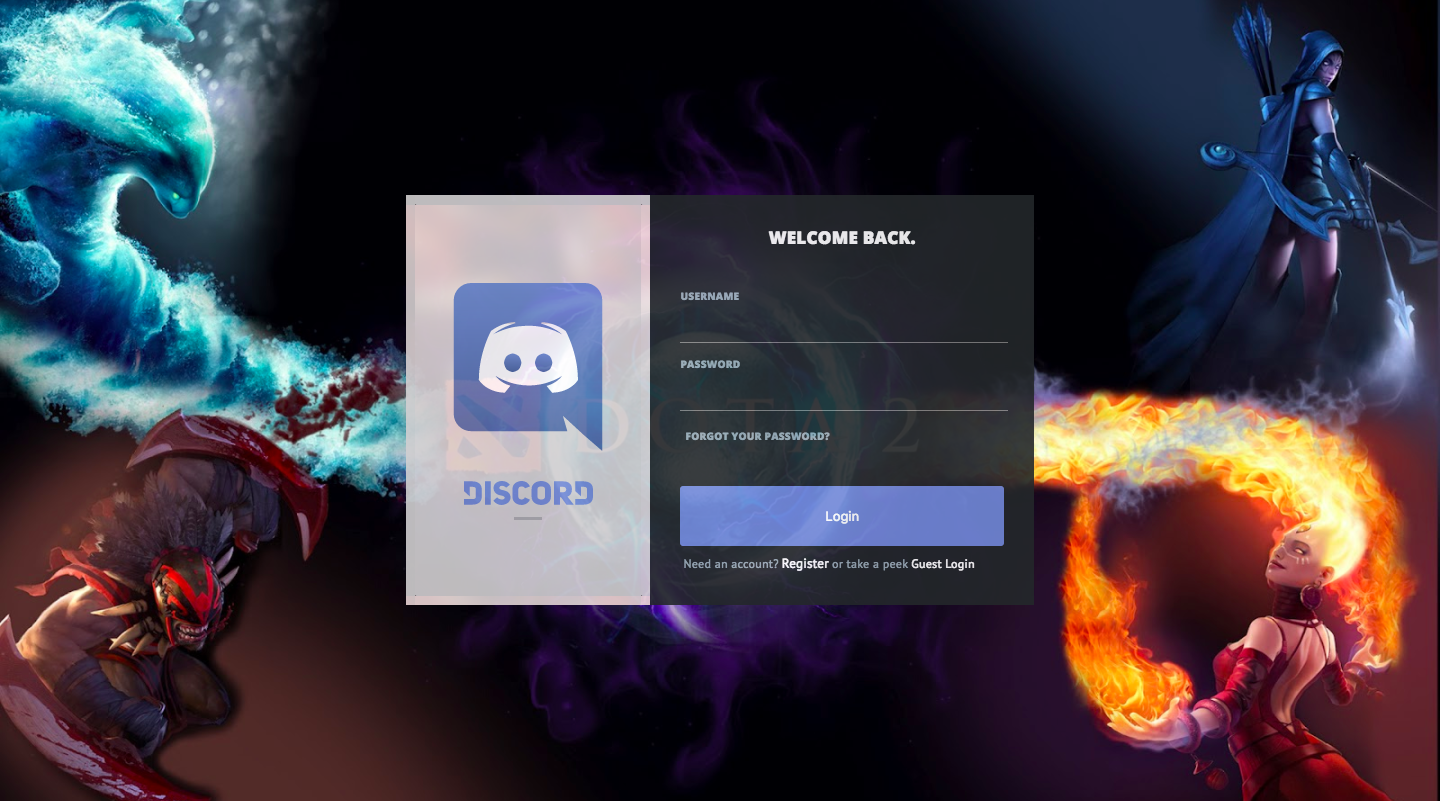 WELCOME BACK.
USERNAME
PASSWORD
DOTA 2
FORGOT YOUR PASSWORD?
DISCORD
Login
Need an account? Register or take a peek Guest Login